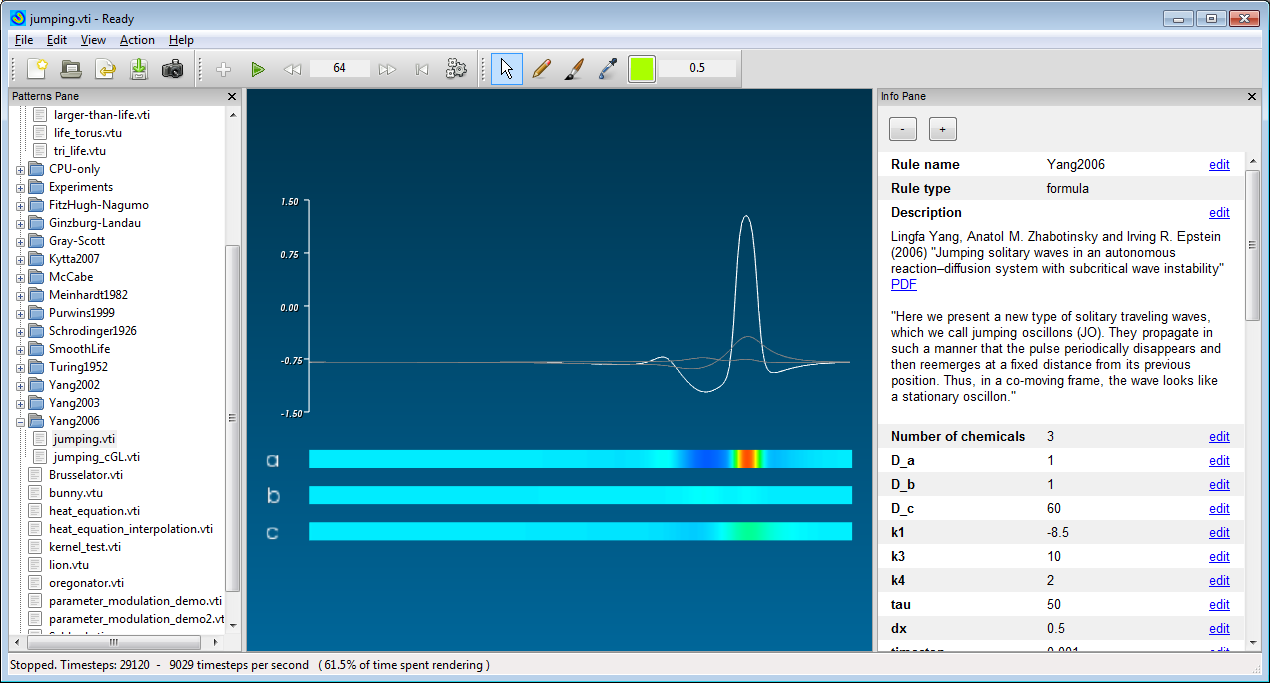 jumping.vti - Ready
File Edit View Action Help
64
0.5
Patterns Pane
larger-than-life.vti
life_torus.vtu
tri_life.vtu
CPU-only
Experiments
FitzHugh-Nagumo
Ginzburg-Landau
Gray-Scott
Kytta2007
McCabe
Meinhardt1982
Purwins1999
Schrodinger1926
SmoothLife
Turing1952
Yang2002
Yang2003
Yang2006
jumping.vti
jumping_cGL.vti
Brusselator.vti
bunny.vtu
heat_equation.vti
heat_equation_interpolation.vti
kernel_test.vti
lion.vtu
oregonator.vti
parameter_modulation_demo.vti
parameter_modulation_demo2.vt
1.50
0.75
0.00
-0.75
-1.50
a
b
c
Info Pane
- +
Rule name Yang2006 edit
Rule type formula
Description edit
Lingfa Yang, Anatol M. Zhabotinsky and Irving R. Epstein
(2006) "Jumping solitary waves in an autonomous
reaction–diffusion system with subcritical wave instability"
PDF
"Here we present a new type of solitary traveling waves,
which we call jumping oscillons (JO). They propagate in
such a manner that the pulse periodically disappears and
then reemerges at a fixed distance from its previous
position. Thus, in a co-moving frame, the wave looks like
a stationary oscillon."
Number of chemicals 3 edit
D_a 1 edit
D_b 1 edit
D_c 60 edit
k1 -8.5 edit
k3 10 edit
k4 2 edit
tau 50 edit
dx 0.5 edit
timestep 0.001 edit
Stopped. Timesteps: 29120 - 9029 timesteps per second ( 61.5% of time spent rendering )